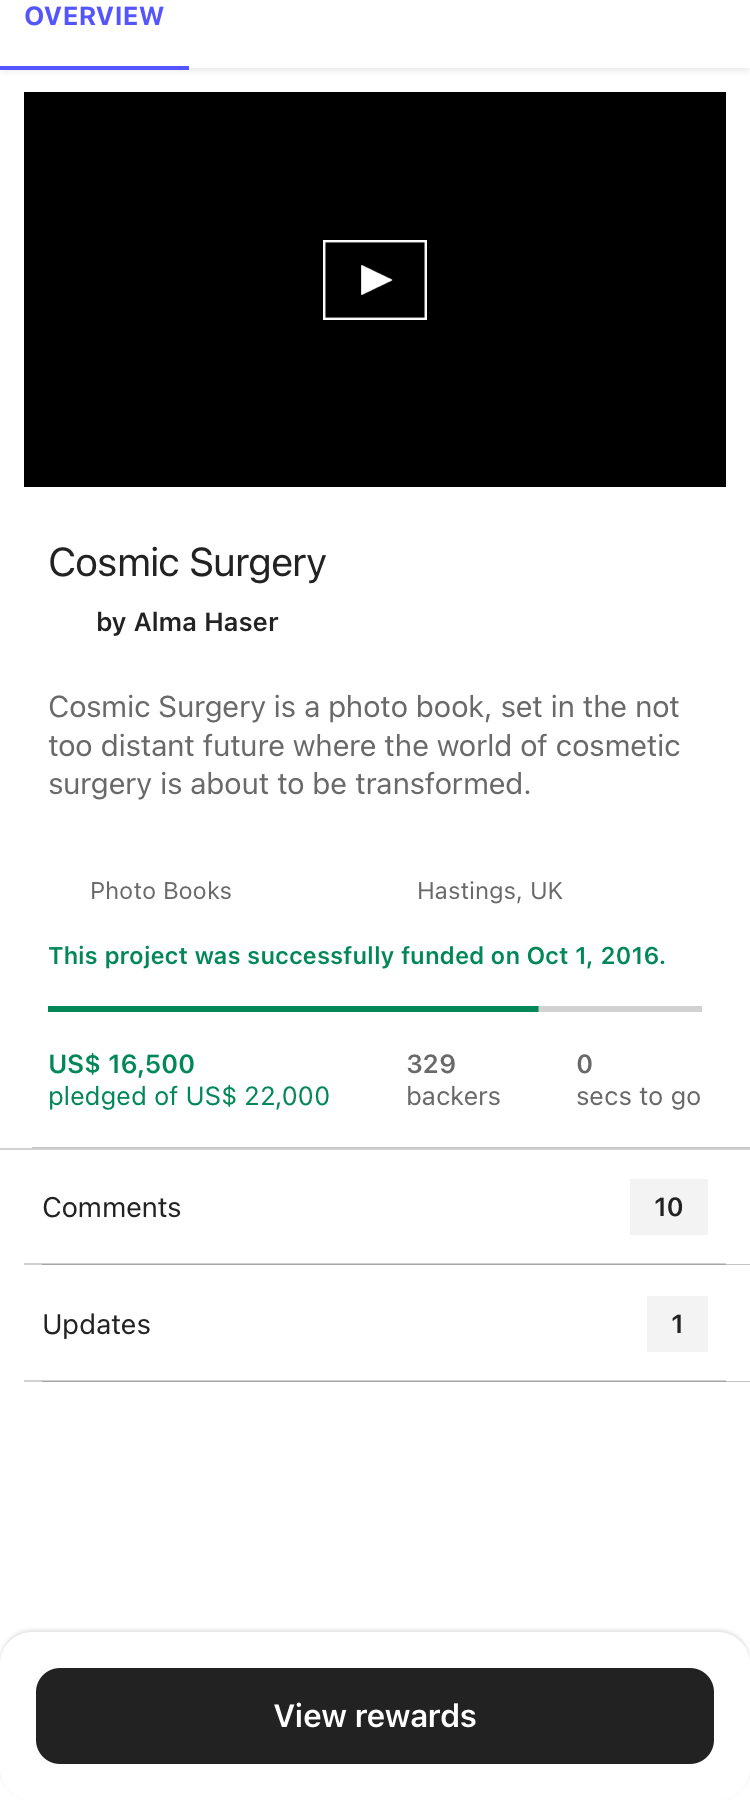 OVERVIEW
Cosmic Surgery
by Alma Haser
Cosmic Surgery is a photo book, set in the not
too distant future where the world of cosmetic
surgery is about to be transformed.
Photo Books
Hastings, UK
This project was successfully funded on Oct 1, 2016.
US$ 16,500
pledged of US$ 22,000
329
backers
0
secs to go
Comments
10
Updates
1
View rewards